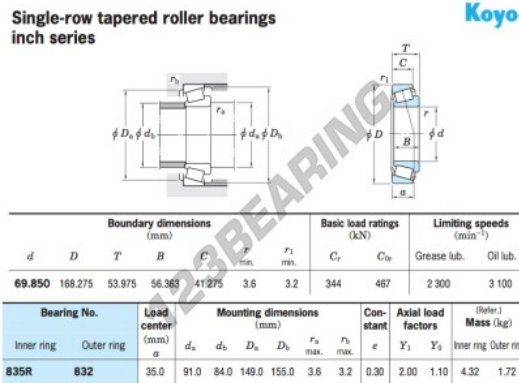 Single-row tapered roller bearings
inch series
Koyo
T
C
r1
rb
ra
r
φ Da φ db
φ da φ Db
φ D
B
φ d
a
123BEARING
Boundary dimensions
(mm)
Basic load ratings
(kN)
Limiting speeds
(min⁻¹)
d D T B C r min. r1 min. Cr C0r Grease lub. Oil lub.
69.850 168.275 53.975 56.363 41.275 3.6 3.2 344 467 2 300 3 100
Bearing No.
Load center (mm) a
Mounting dimensions
(mm)
Con-stant e
Axial load factors
(Refer.)
Mass (kg)
Inner ring Outer ring da db Da Db ra max. rb max. Y1 Y0 Inner ring Outer rin
835R 832 35.0 91.0 84.0 149.0 155.0 3.6 3.2 0.30 2.00 1.10 4.32 1.72